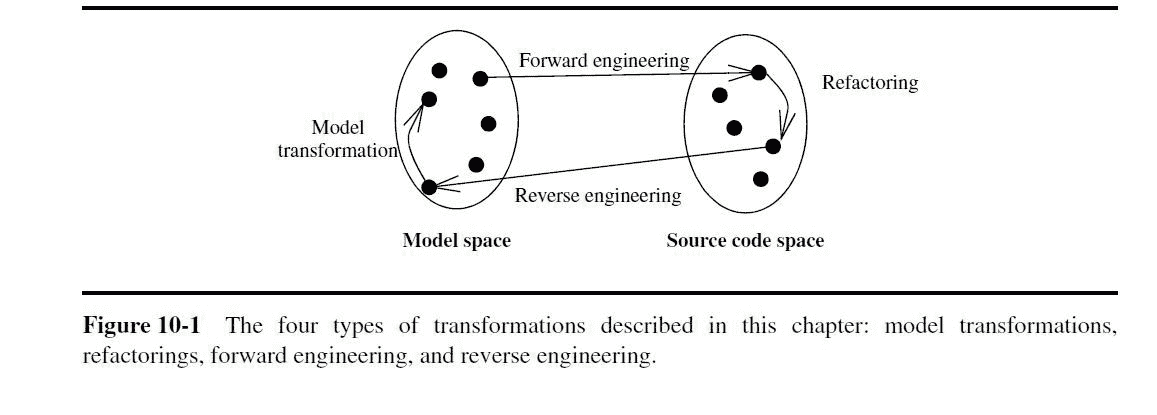 Forward engineering
Refactoring
Model
transformation
Reverse engineering
Model space
Source code space
Figure 10-1 The four types of transformations described in this chapter: model transformations,
refactorings, forward engineering, and reverse engineering.